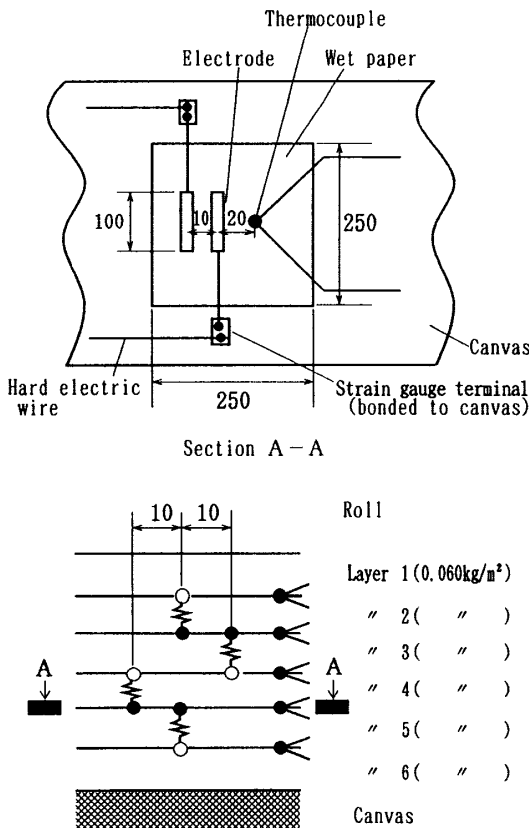 Thermocouple
Electrode
Wet paper
100
10
20
250
Canvas
Hard electric
wire
250
Strain gauge terminal
(bonded to canvas)
Section A-A
10
10
Roll
Layer 1(0.060kg/m²)
〃 2( 〃 )
〃 3( 〃 )
A
A
〃 4( 〃 )
〃 5( 〃 )
〃 6( 〃 )
Canvas